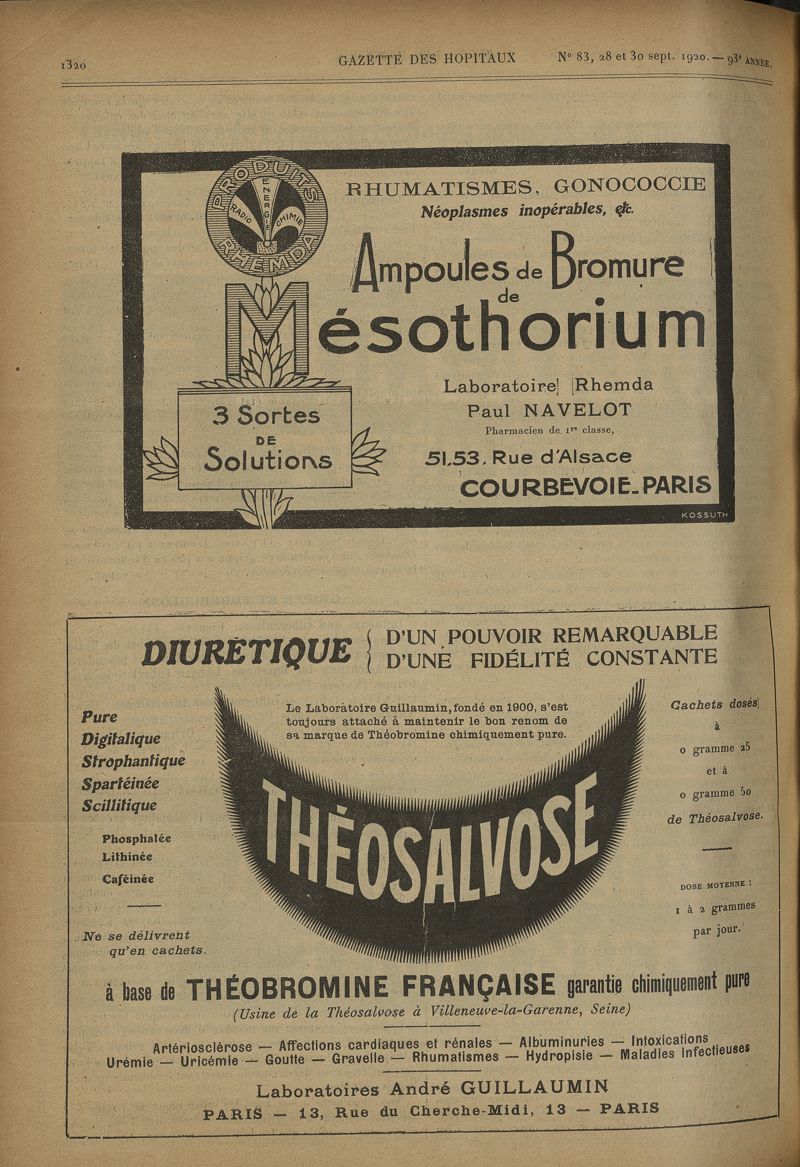 1320
GAZETTE DES HOPITAUX
N° 83, 28 et 30 sept. 1920. — 93e ANNÉE.
PRODUITS
RADIO
ENERGIE
CHIMIE
RHEMDA
RHUMATISMES, GONOCOCCIE
Néoplasmes inopérables, etc.
Ampoules de Bromure
de
Mésothorium
3 Sortes
DE
Solutions
Laboratoire Rhemda
Paul NAVELOT
Pharmacien de 1re classe,
51,53, Rue d'Alsace
COURBEVOIE-PARIS
KOSSUTH
DIURÉTIQUE
D'UN POUVOIR REMARQUABLE
D'UNE FIDÉLITÉ CONSTANTE
Pure
Digitalique
Strophantique
Spartéinée
Scillitique
Phosphatée
Lithinée
Caféinée
Ne se délivrent
qu'en cachets.
Le Laboratoire Guillaumin, fondé en 1900, s'est
toujours attaché à maintenir le bon renom de
sa marque de Théobromine chimiquement pure.
THÉOSALVOSE
Cachets dosés
à
0 gramme 25
et à
0 gramme 50
de Théosalvose.
DOSE MOYENNE :
1 à 2 grammes
par jour.
à base de THÉOBROMINE FRANÇAISE garantie chimiquement pure
(Usine de la Théosalvose à Villeneuve-la-Garenne, Seine)
Artériosclérose — Affections cardiaques et rénales — Albuminuries — Intoxications
Urémie — Uricémie — Goutte — Gravelle — Rhumatismes — Hydropisie — Maladies infectieuses
Laboratoires André GUILLAUMIN
PARIS — 13, Rue du Cherche-Midi, 13 — PARIS